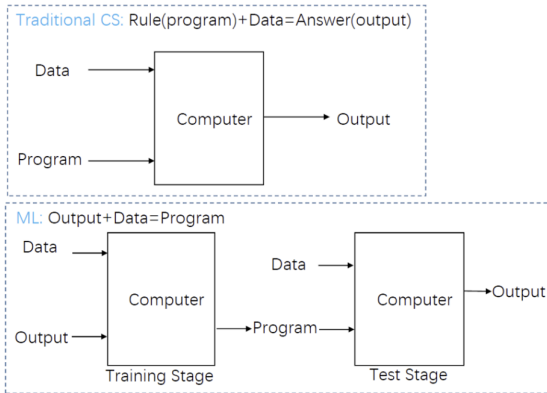 Traditional CS: Rule(program)+Data=Answer(output)
Data
Computer
Output
Program
ML: Output+Data=Program
Data
Data
Computer
Computer
Output
Output
Program
Training Stage
Test Stage